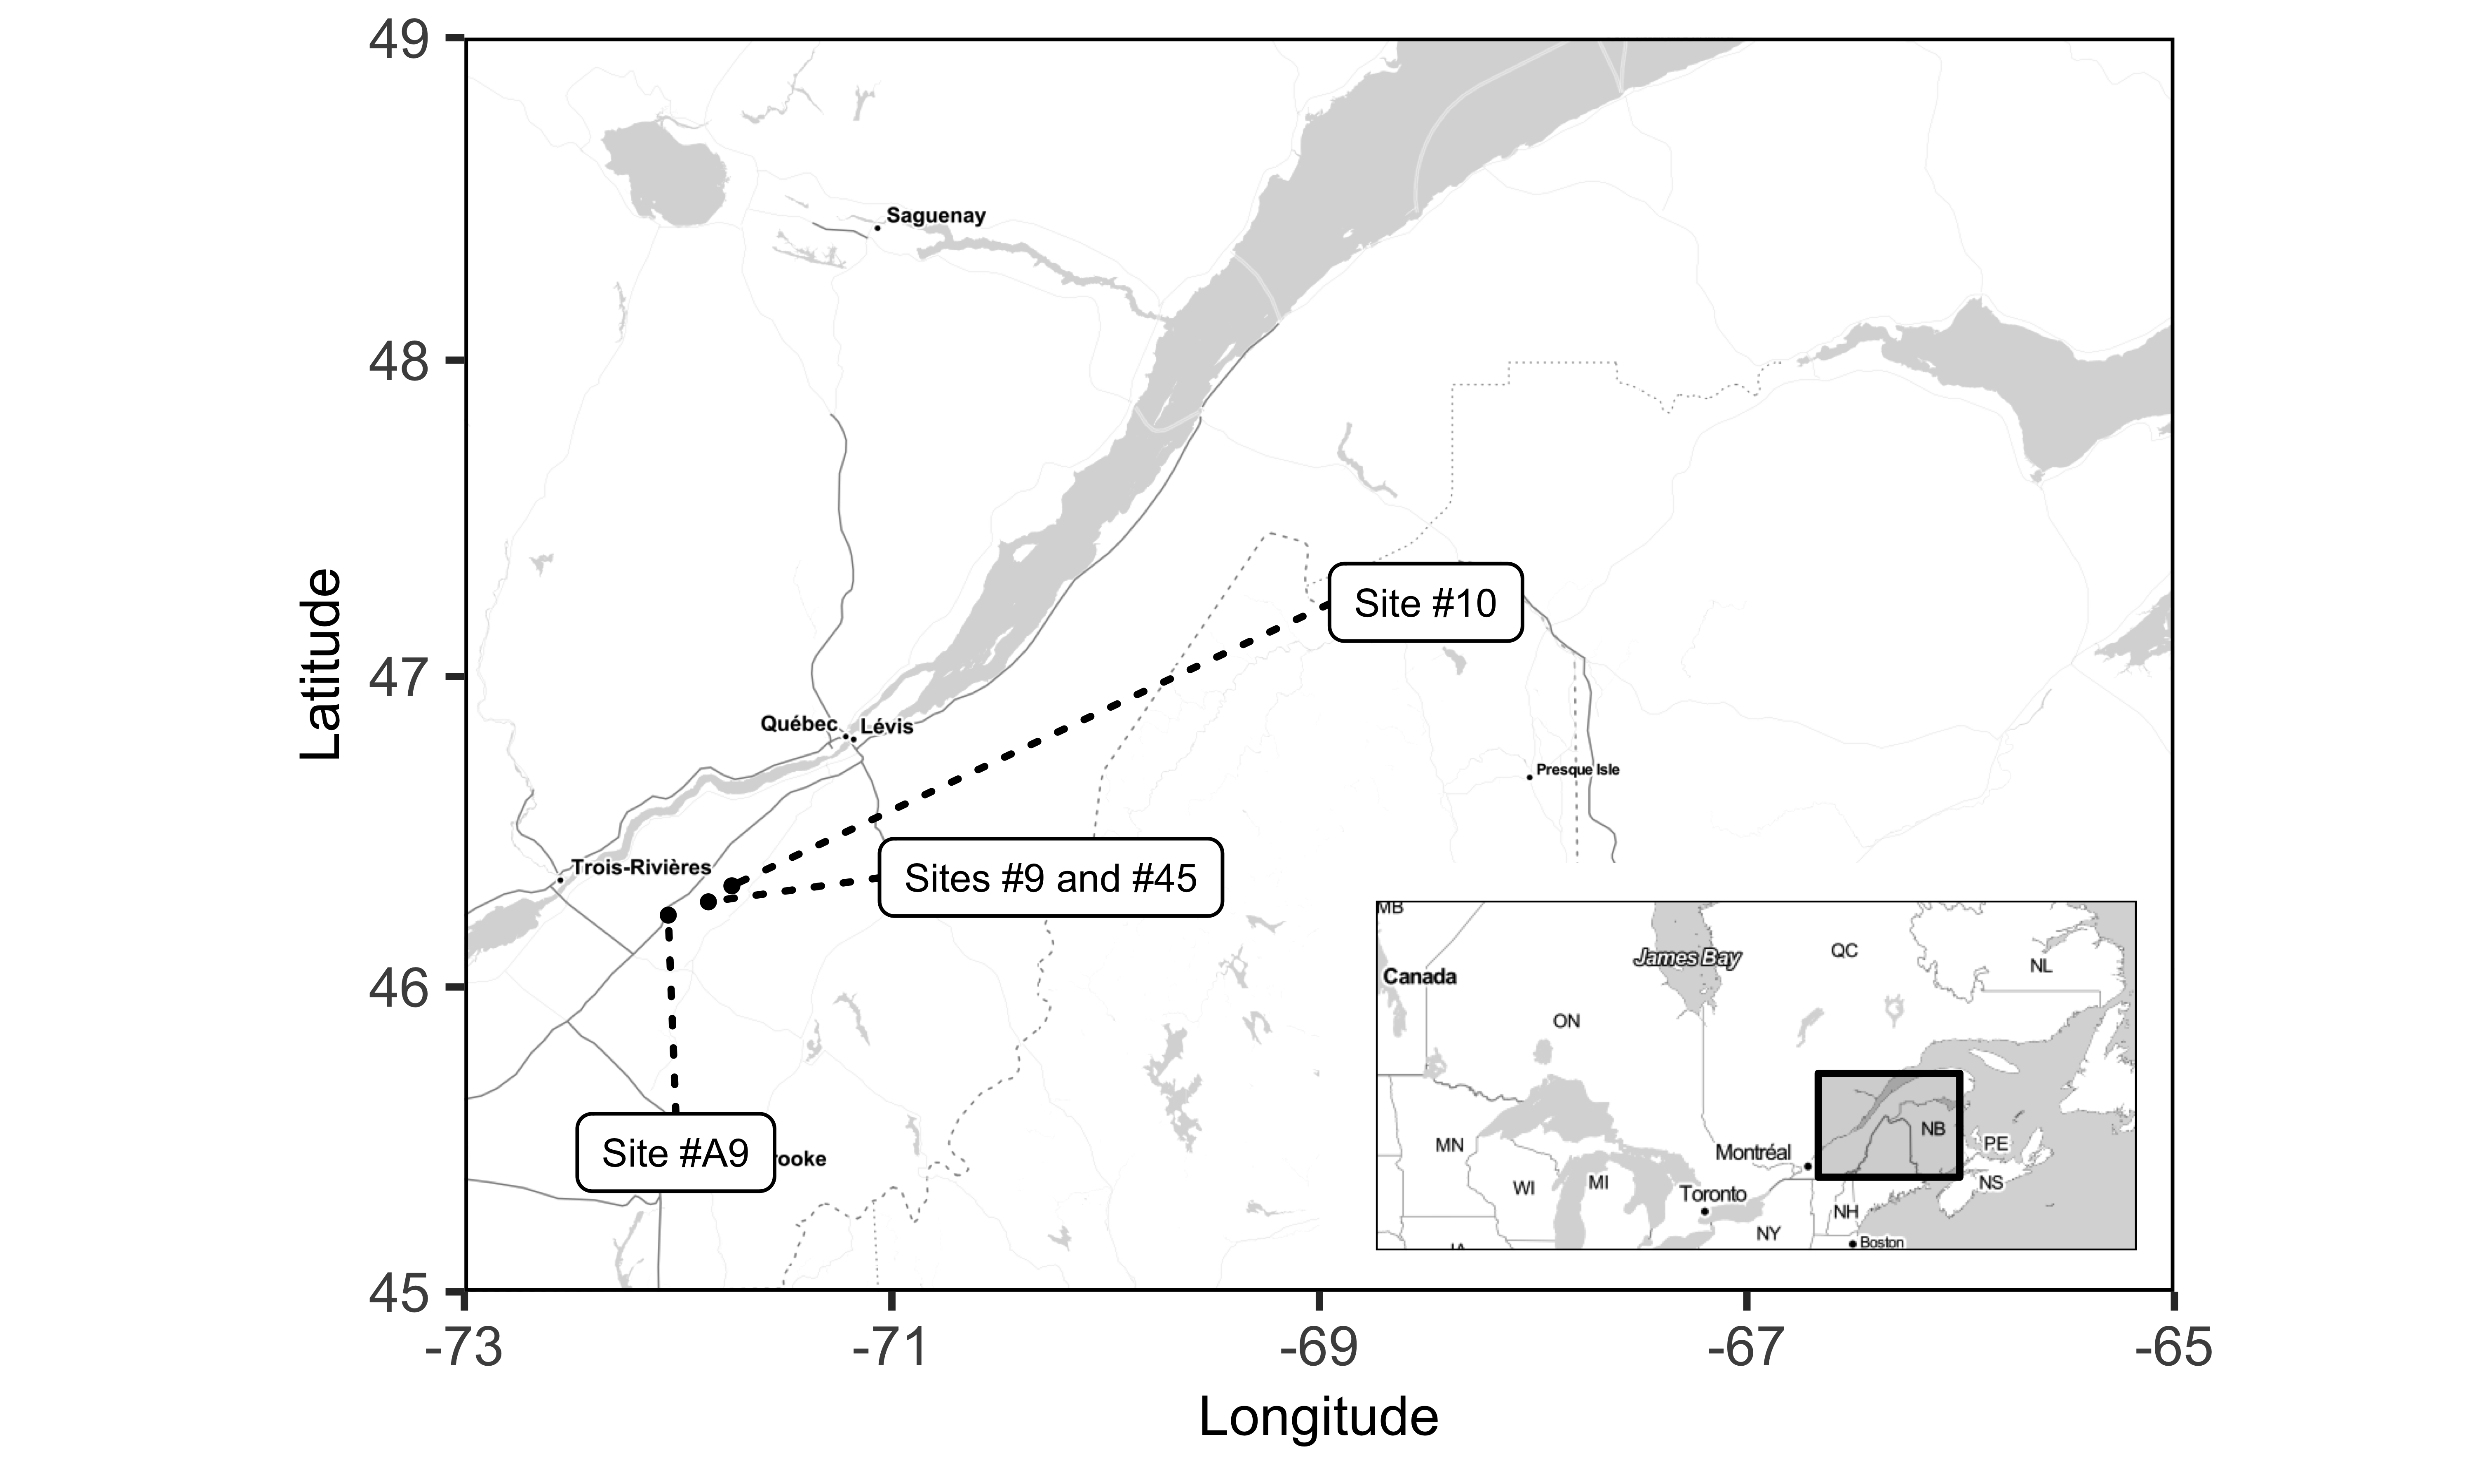 49
48
47
46
45
Latitude
Saguenay
Site #10
Québec
Lévis
Presque Isle
Trois-Rivières
Sites #9 and #45
Site #A9
rooke
MB
Canada
James Bay
QC
NL
ON
MN
WI
MI
Montréal
Toronto
NB
PE
NS
NH
NY
Boston
-73
-71
-69
-67
-65
Longitude